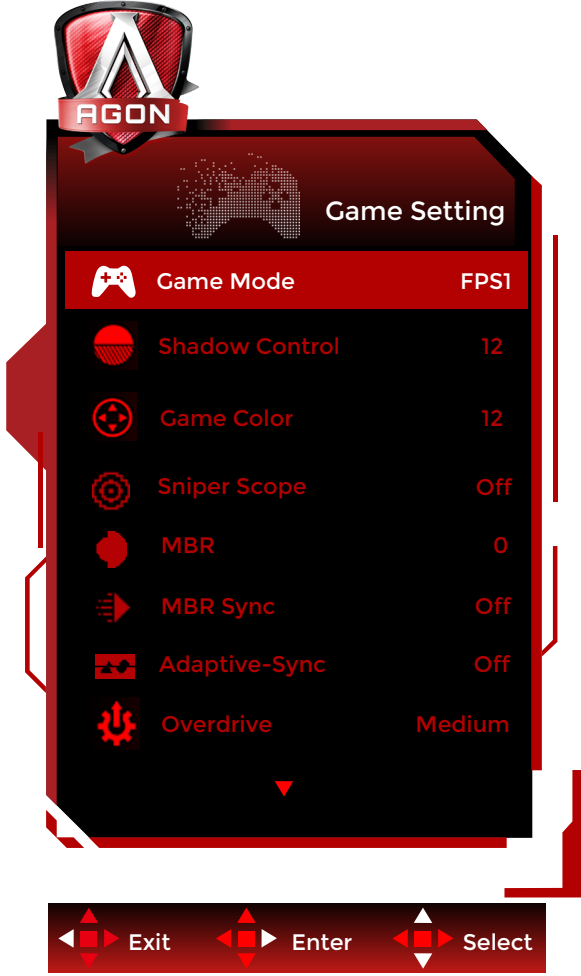 AGON
Game Setting
Game Mode FPS1
Shadow Control 12
Game Color 12
Sniper Scope Off
MBR 0
MBR Sync Off
Adaptive-Sync Off
Overdrive Medium
Exit Enter Select